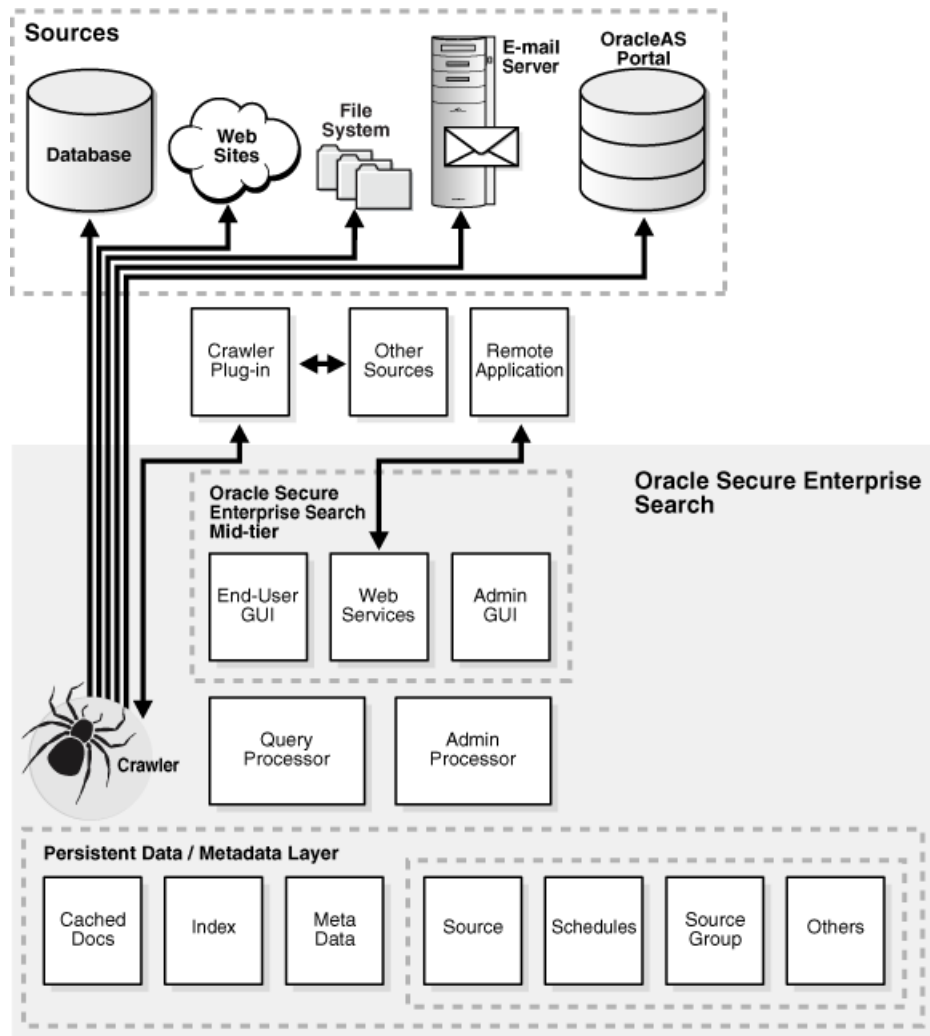 Sources
Database
Web
Sites
File
System
E-mail
Server
OracleAS
Portal
Crawler
Plug-in
Other
Sources
Remote
Application
Oracle Secure Enterprise
Search
Oracle Secure
Enterprise Search
Mid-tier
End-User
GUI
Web
Services
Admin
GUI
Crawler
Query
Processor
Admin
Processor
Persistent Data / Metadata Layer
Cached
Docs
Index
Meta
Data
Source
Schedules
Source
Group
Others